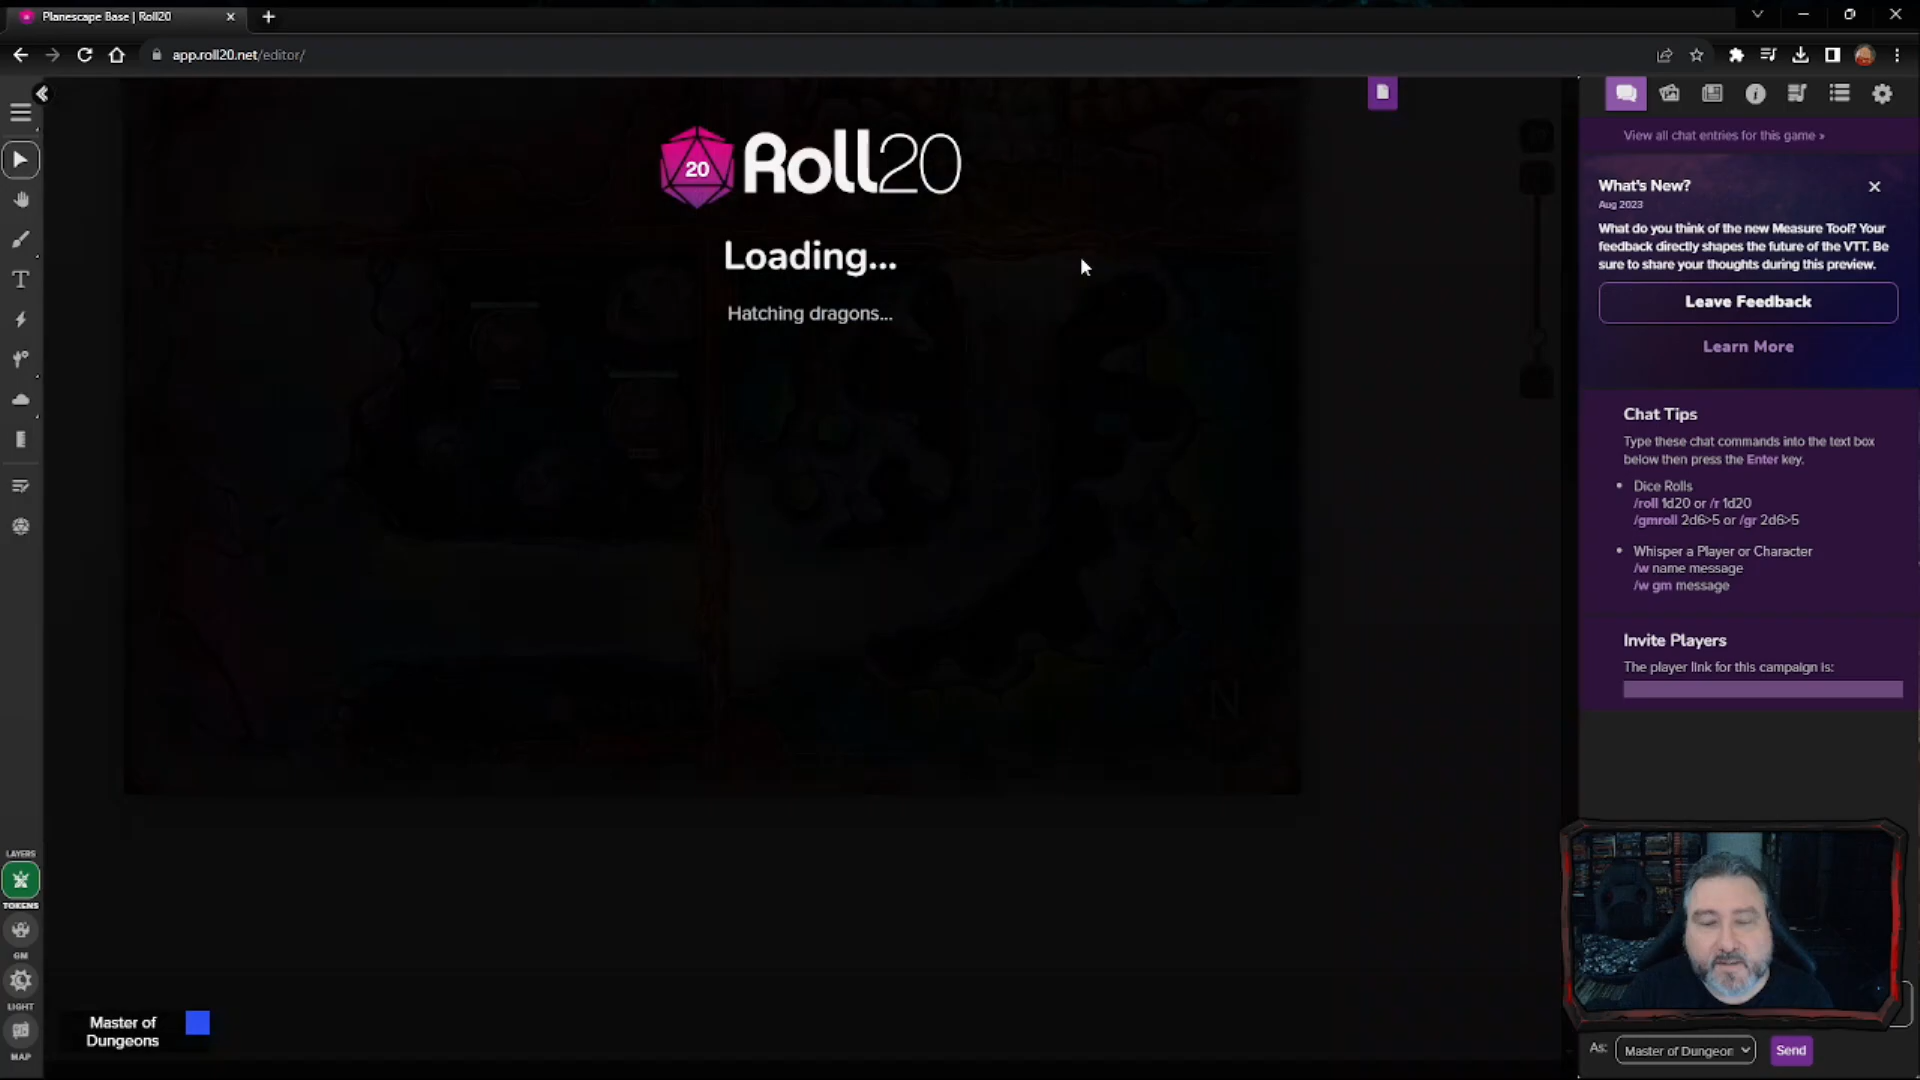 Planescape Base | Roll20
app.roll20.net/editor/
20 Roll20
Loading...
Hatching dragons...
View all chat entries for this game »
What's New?
Aug 2023
What do you think of the new Measure Tool? Your
feedback directly shapes the future of the VTT. Be
sure to share your thoughts during this preview.
Leave Feedback
Learn More
Chat Tips
Type these chat commands into the text box
below then press the Enter key.
• Dice Rolls
/roll 1d20 or /r 1d20
/gmroll 2d6>5 or /gr 2d6>5
• Whisper a Player or Character
/w name message
/w gm message
Invite Players
The player link for this campaign is:
LAYERS
TOKENS
GM
LIGHT
MAP
N
Master of
Dungeons
As:
Master of Dungeon
Send